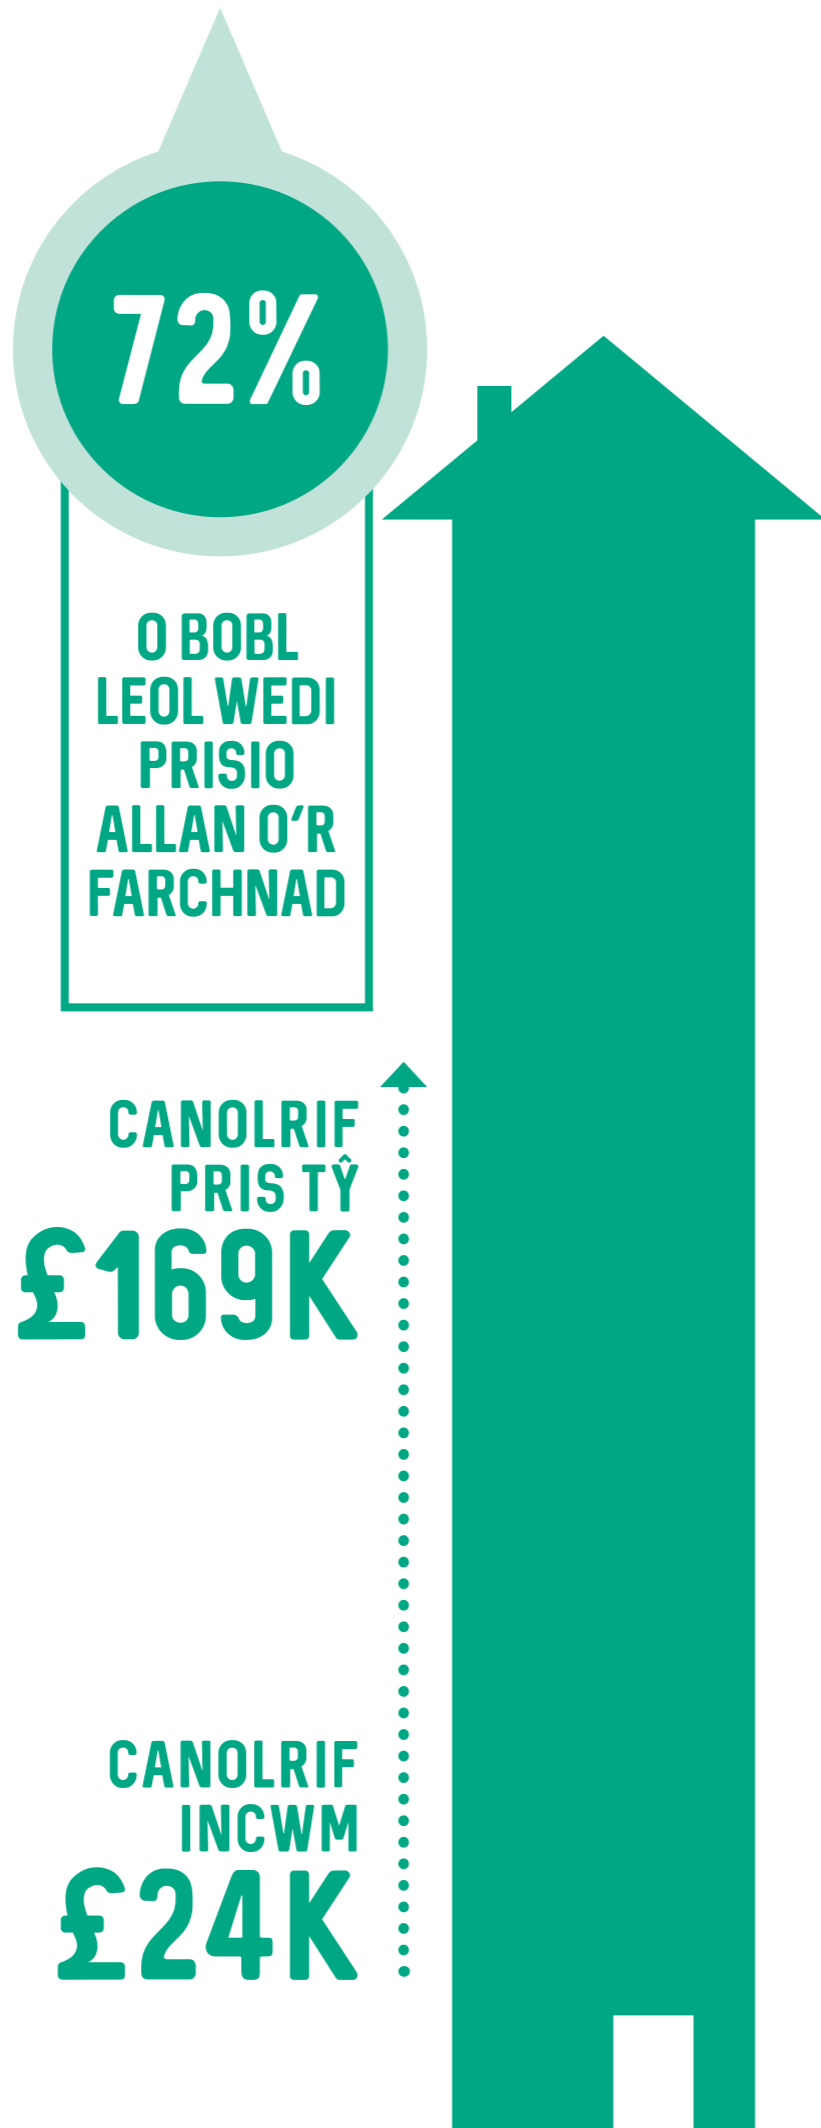 72%
O BOBL
LEOL WEDI
PRISIO
ALLAN O’R
FARCHNAD
CANOLRIF
PRIS TŶ
£169K
CANOLRIF
INCWM
£24K